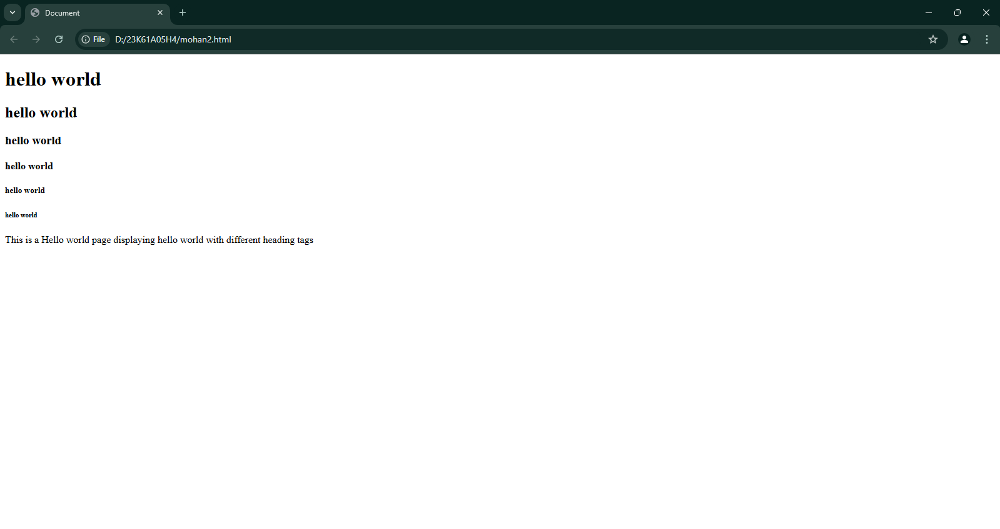 Document
File D:/23K61A05H4/mohan2.html
hello world
hello world
hello world
hello world
hello world
hello world
This is a Hello world page displaying hello world with different heading tags